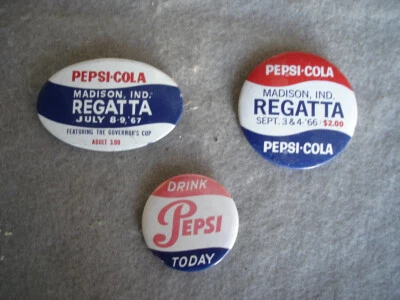 PEPSI-COLA
MADISON, IND.
REGATTA
JULY 8-9, '67
FEATURING THE GOVERNOR'S CUP
ADULT 3.00
PEPSI-COLA
MADISON, IND.
REGATTA
SEPT. 3 & 4-'66 $2.00
PEPSI-COLA
DRINK
PEPSI
TODAY